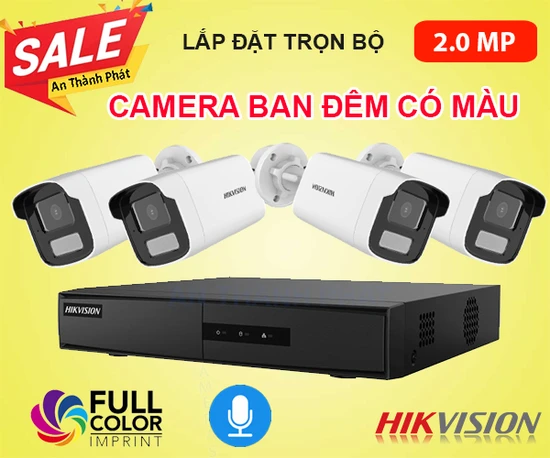 SALE
An Thành Phát
LẮP ĐẶT TRỌN BỘ
2.0 MP
CAMERA BAN ĐÊM CÓ MÀU
HIKVISION
HIKVISION
HIKVISION
FULL
COLOR
IMPRINT
HIKVISION